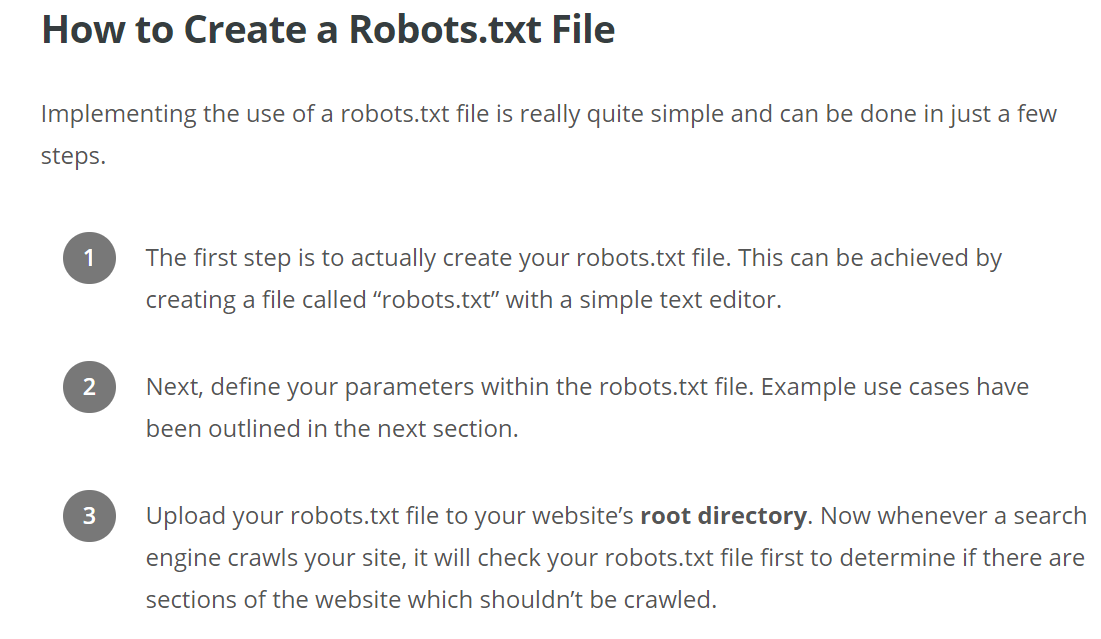 How to Create a Robots.txt File
Implementing the use of a robots.txt file is really quite simple and can be done in just a few
steps.
1
The first step is to actually create your robots.txt file. This can be achieved by
creating a file called “robots.txt” with a simple text editor.
2
Next, define your parameters within the robots.txt file. Example use cases have
been outlined in the next section.
3
Upload your robots.txt file to your website’s root directory. Now whenever a search
engine crawls your site, it will check your robots.txt file first to determine if there are
sections of the website which shouldn’t be crawled.